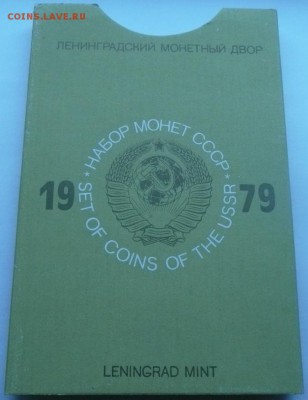 COINS.LAVE.RU
ЛЕНИНГРАДСКИЙ МОНЕТНЫЙ ДВОР
• НАБОР МОНЕТ СССР •
19 79
SET OF COINS OF THE USSR
LENINGRAD MINT